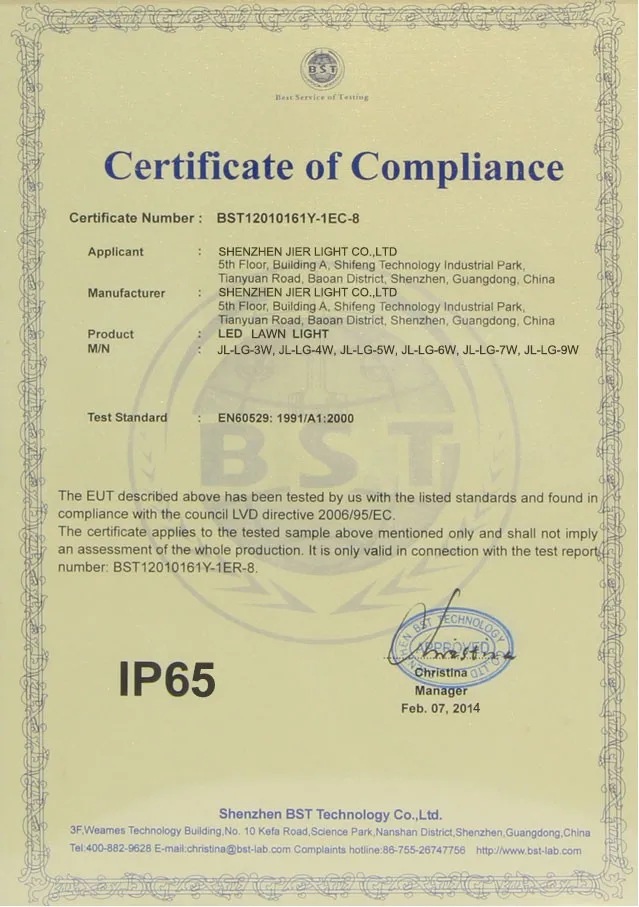 BST
Best Service of Testing
Certificate of Compliance
Certificate Number : BST12010161Y-1EC-8
Applicant : SHENZHEN JIER LIGHT CO.,LTD
5th Floor, Building A, Shifeng Technology Industrial Park,
Tianyuan Road, Baoan District, Shenzhen, Guangdong, China
Manufacturer : SHENZHEN JIER LIGHT CO.,LTD
5th Floor, Building A, Shifeng Technology Industrial Park,
Tianyuan Road, Baoan District, Shenzhen, Guangdong, China
Product : LED LAWN LIGHT
M/N : JL-LG-3W, JL-LG-4W, JL-LG-5W, JL-LG-6W, JL-LG-7W, JL-LG-9W
Test Standard : EN60529: 1991/A1:2000
B.S.T
The EUT described above has been tested by us with the listed standards and found in
compliance with the council LVD directive 2006/95/EC.
The certificate applies to the tested sample above mentioned only and shall not imply
an assessment of the whole production. It is only valid in connection with the test report
number: BST12010161Y-1ER-8.
BST TECHNOLOGY
APPROVED
Christina
IP65
Christina
Manager
Feb. 07, 2014
Shenzhen BST Technology Co.,Ltd.
3F,Weames Technology Building,No. 10 Kefa Road,Science Park,Nanshan District,Shenzhen,Guangdong,China
Tel:400-882-9628 E-mail:christina@bst-lab.com Complaints hotline:86-755-26747756 http://www.bst-lab.com